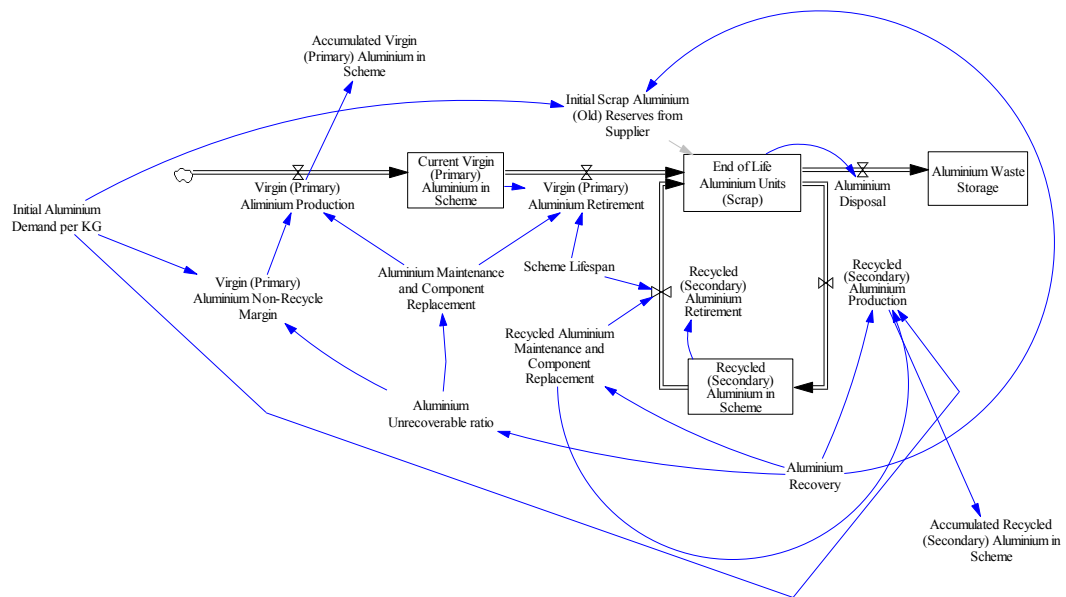 Accumulated Virgin
(Primary) Aluminium in
Scheme
Initial Scrap Aluminium
(Old) Reserves from
Supplier
Current Virgin
(Primary)
Aluminium in
Scheme
End of Life
Aluminium Units
(Scrap)
Aluminium Waste
Storage
Virgin (Primary)
Aliminium Production
Virgin (Primary)
Aluminium Retirement
Aluminium
Disposal
Initial Aluminium
Demand per KG
Virgin (Primary)
Aluminium Non-Recycle
Margin
Aluminium Maintenance
and Component
Replacement
Scheme Lifespan
Recycled
(Secondary)
Aluminium
Retirement
Recycled
(Secondary)
Aluminium
Production
Recycled Aluminium
Maintenance and
Component
Replacement
Recycled
(Secondary)
Aluminium in
Scheme
Aluminium
Unrecoverable ratio
Aluminium
Recovery
Accumulated Recycled
(Secondary) Aluminium in
Scheme